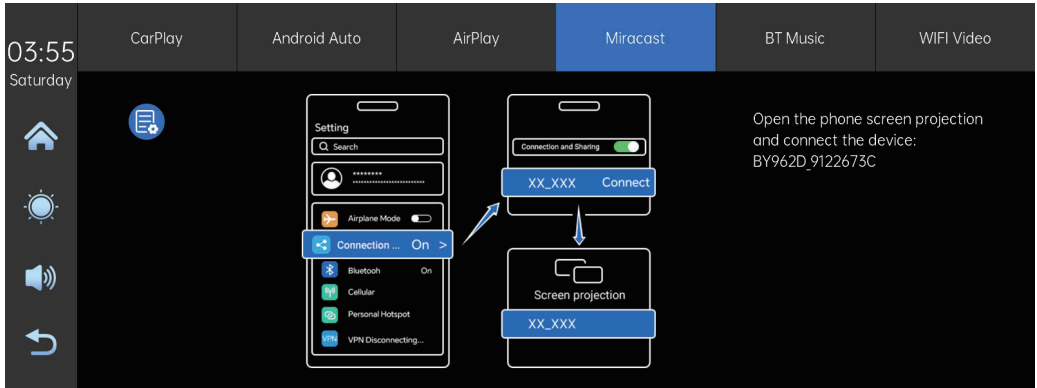 03:55
Saturday
CarPlay
Android Auto
AirPlay
Miracast
BT Music
WIFI Video
Setting
Search
********
**************************
Airplane Mode
Connection ... On >
Bluetooh On
Cellular
Personal Hotspot
VPN VPN Disconnecting...
Connection and Sharing
XX_XXX Connect
Screen projection
XX_XXX
Open the phone screen projection
and connect the device:
BY962D_9122673C